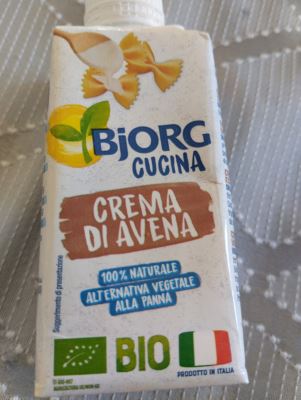 BJORG
CUCINA
CREMA
DI AVENA
100% NATURALE
ALTERNATIVA VEGETALE
ALLA PANNA
Suggerimento di presentazione
BIO
PRODOTTO IN ITALIA